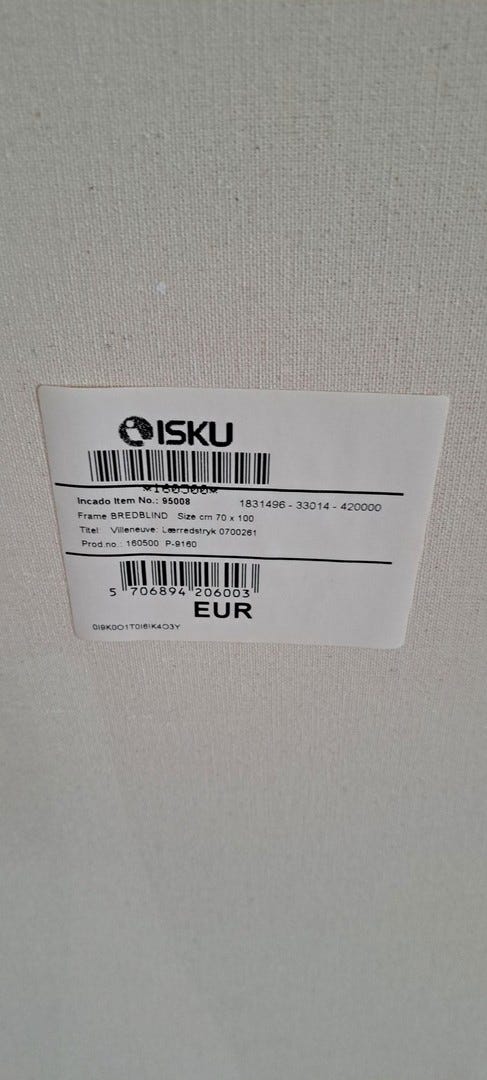 ISKU
*160500*
Incado Item No.: 95008 1831496 - 33014 - 420000
Frame BREDBLIND Size cm 70 x 100
Titel: Villeneuve: Lærredstryk 0700261
Prod.no.: 160500 P-9160
5 706894 206003
EUR
0I9K0O1T0I6IK4O3Y